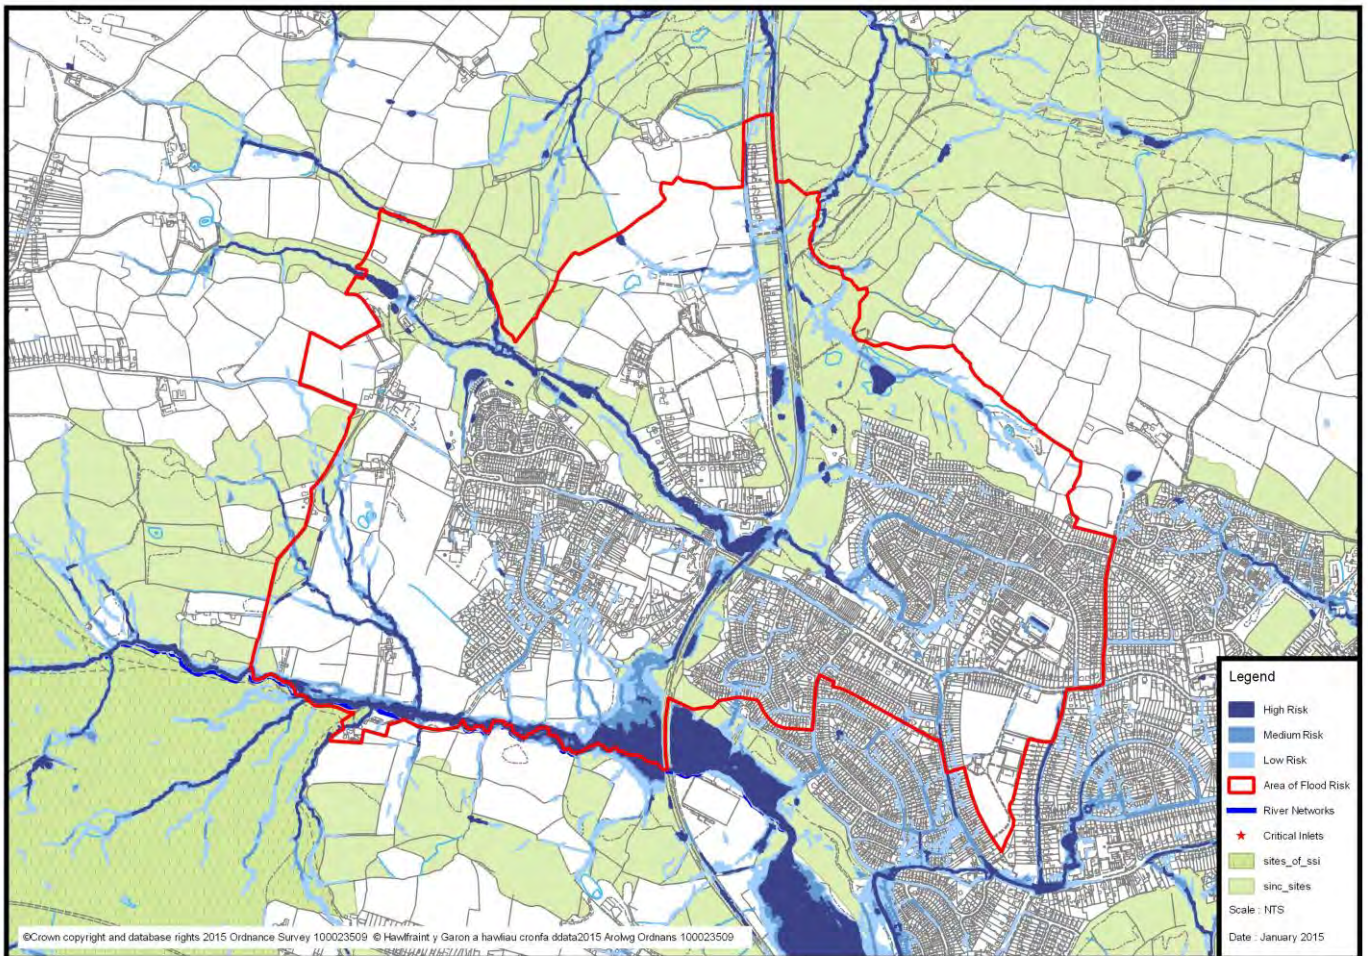 Legend
High Risk
Medium Risk
Low Risk
Area of Flood Risk
River Networks
Critical Inlets
sites_of_ssi
sinc_sites
Scale : NTS
Date : January 2015
©Crown copyright and database rights 2015 Ordnance Survey 100023509 © Hawlfraint y Garon a hawliau cronfa ddata2015 Arolwg Ordnans 100023509